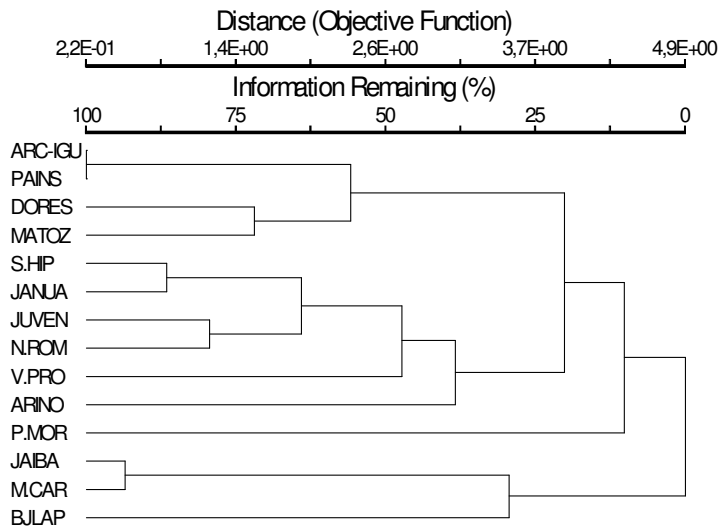 Distance (Objective Function)
2,2E-01 1,4E+00 2,6E+00 3,7E+00 4,9E+00
Information Remaining (%)
100 75 50 25 0
ARC-IGU
PAINS
DORES
MATOZ
S.HIP
JANUA
JUVEN
N.ROM
V.PRO
ARINO
P.MOR
JAIBA
M.CAR
BJLAP